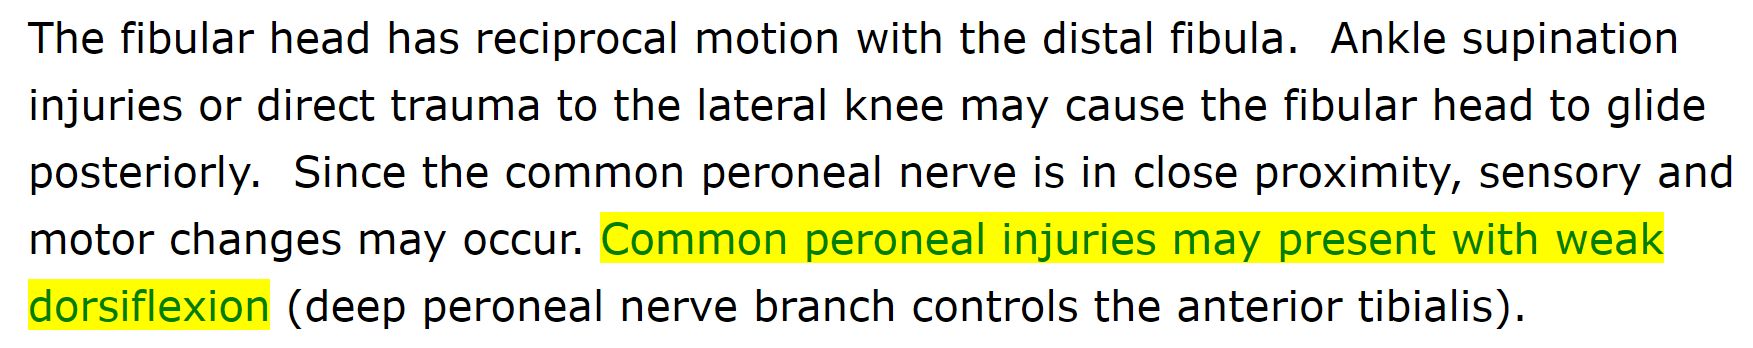 The fibular head has reciprocal motion with the distal fibula.  Ankle supination
injuries or direct trauma to the lateral knee may cause the fibular head to glide
posteriorly.  Since the common peroneal nerve is in close proximity, sensory and
motor changes may occur. Common peroneal injuries may present with weak
dorsiflexion (deep peroneal nerve branch controls the anterior tibialis).